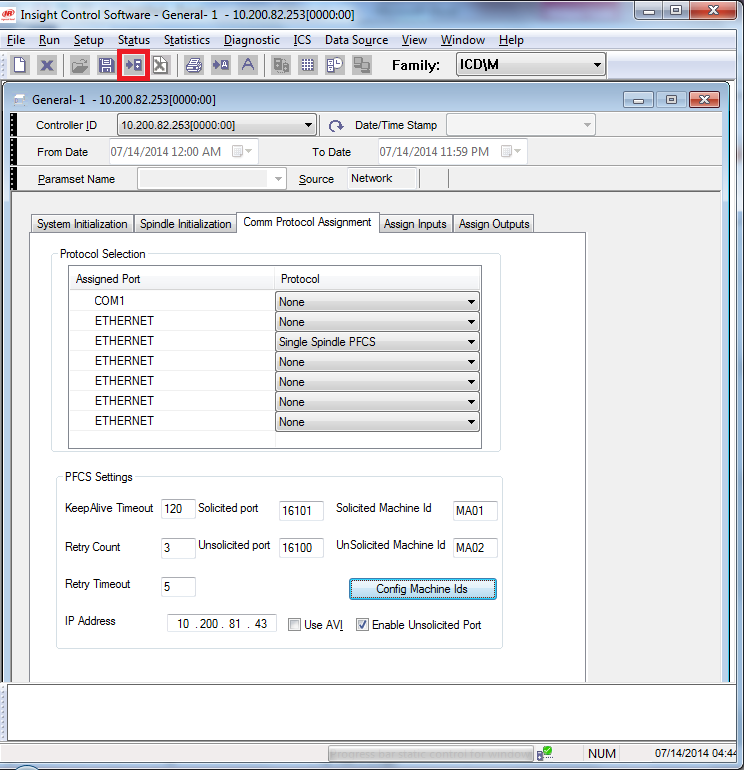 Insight Control Software - General- 1 - 10.200.82.253[0000:00]
File Run Setup Status Statistics Diagnostic ICS Data Source View Window Help
Family: ICD\M
General- 1 - 10.200.82.253[0000:00]
Controller ID 10.200.82.253[0000:00] Date/Time Stamp
From Date 07/14/2014 12:00 AM To Date 07/14/2014 11:59 PM
Paramset Name Source Network
System Initialization Spindle Initialization Comm Protocol Assignment Assign Inputs Assign Outputs
Protocol Selection
Assigned Port Protocol
COM1 None
ETHERNET None
ETHERNET Single Spindle PFCS
ETHERNET None
ETHERNET None
ETHERNET None
ETHERNET None
PFCS Settings
KeepAlive Timeout 120 Solicited port 16101 Solicited Machine Id MA01
Retry Count 3 Unsolicited port 16100 UnSolicited Machine Id MA02
Retry Timeout 5 Config Machine Ids
IP Address 10 . 200 . 81 . 43 Use AVI Enable Unsolicited Port
NUM 07/14/2014 04:44